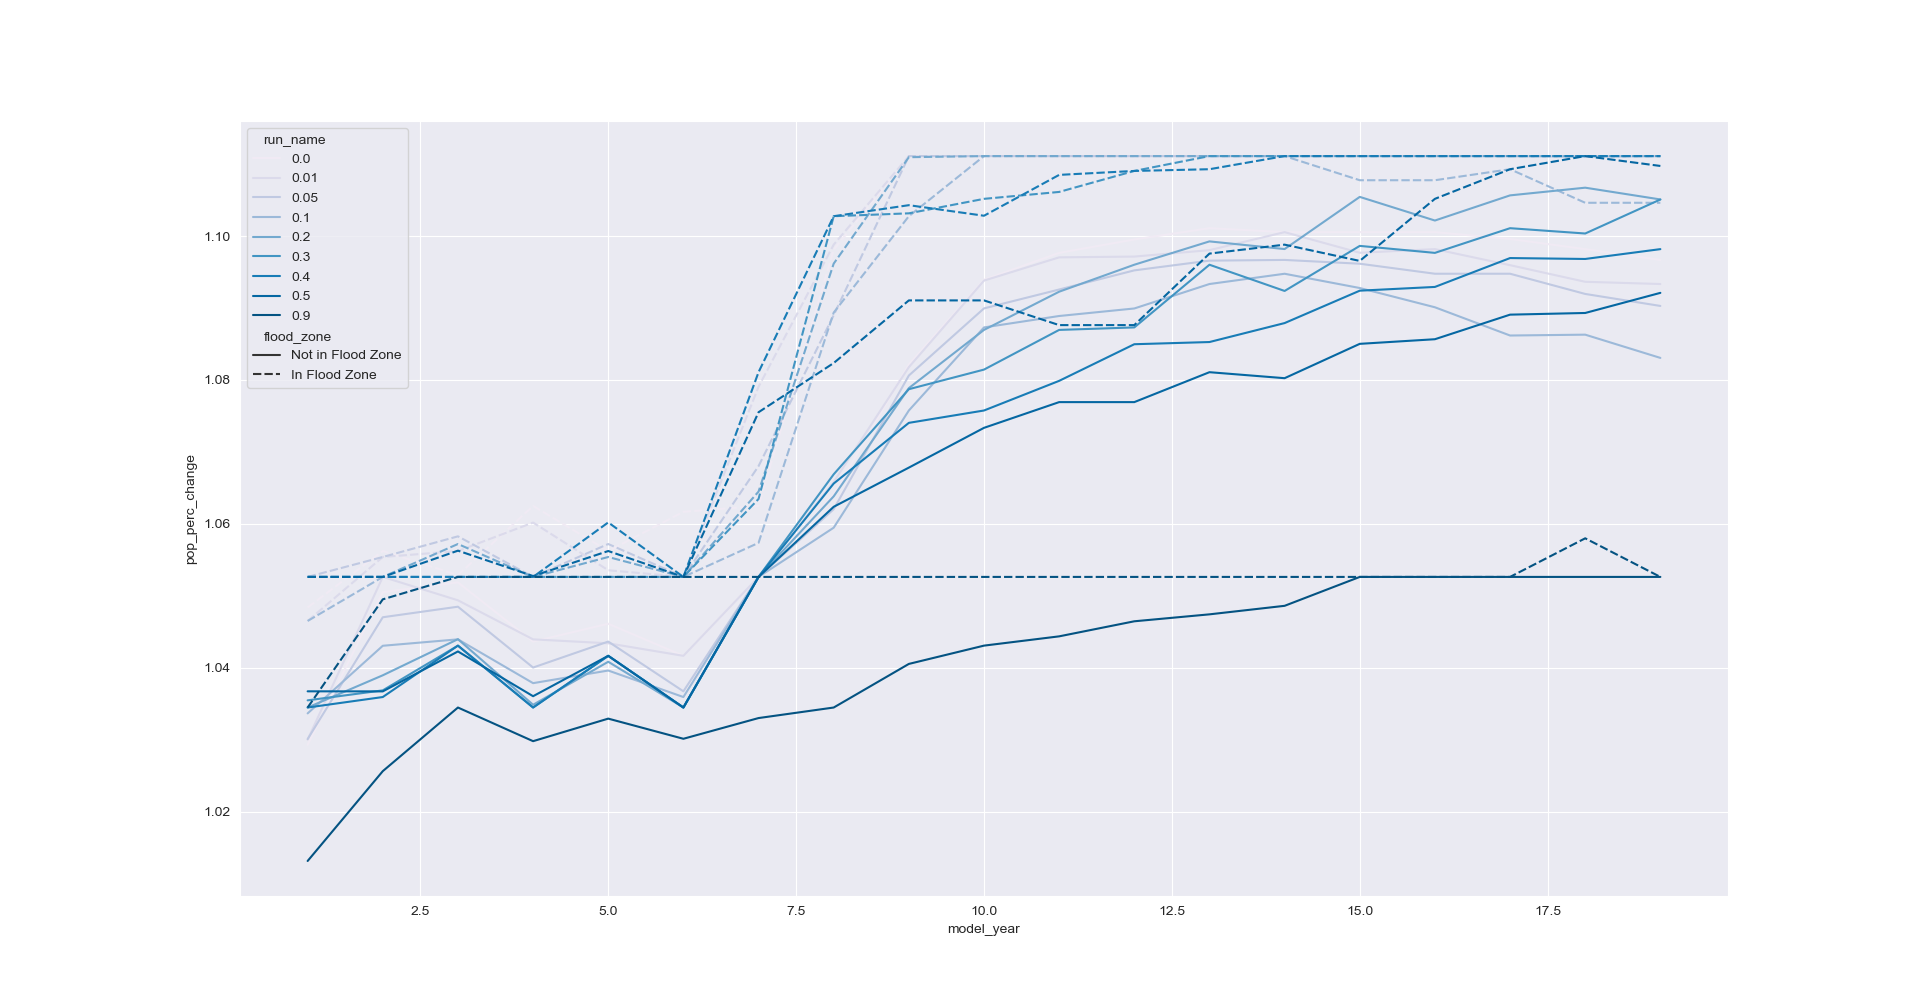 run_name
0.0
0.01
0.05
0.1
0.2
0.3
0.4
0.5
0.9
flood_zone
Not in Flood Zone
In Flood Zone
1.10
1.08
1.06
1.04
1.02
pop_perc_change
2.5 5.0 7.5 10.0 12.5 15.0 17.5
model_year